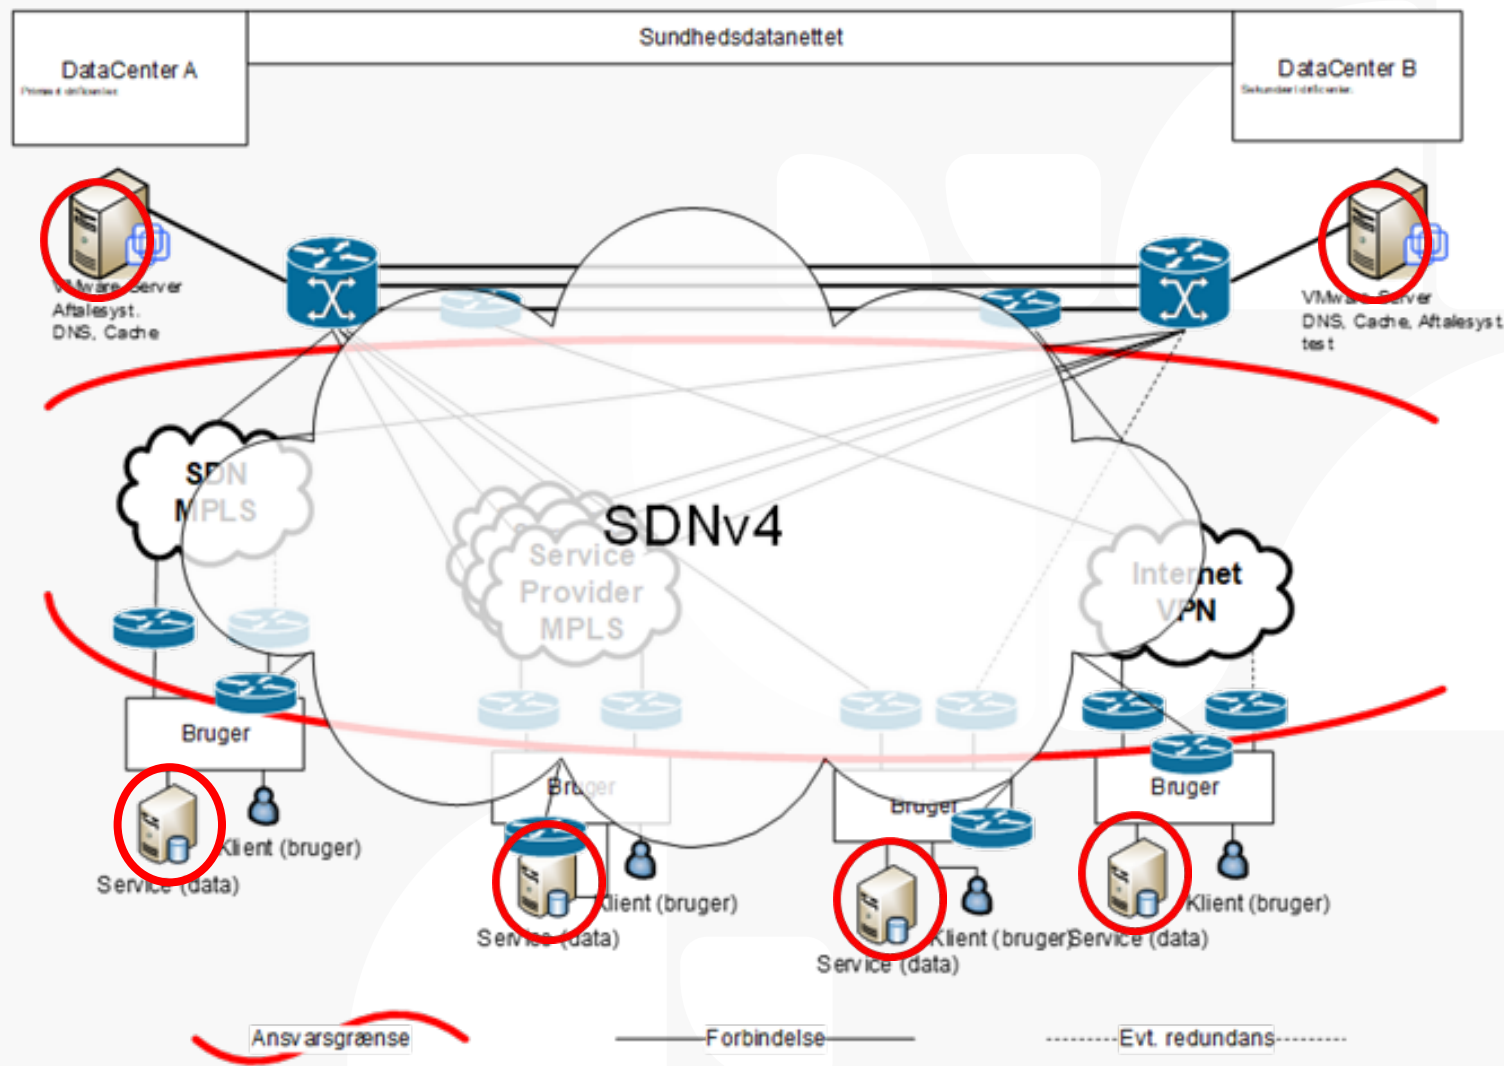 Sundhedsdatanettet
DataCenter A
DataCenter B
VMware Server
Aftalesyst.
DNS, Cache
VMware Server
DNS, Cache, Aftalesyst.
test
SDN
MPLS
SDNv4
Service
Provider
MPLS
Internet
VPN
Bruger
Bruger
Bruger
Bruger
Klient (bruger)
Service (data)
Klient (bruger)
Service (data)
Klient (bruger)
Service (data)
Klient (bruger)
Service (data)
Ansvarsgrænse
Forbindelse
Evt. redundans